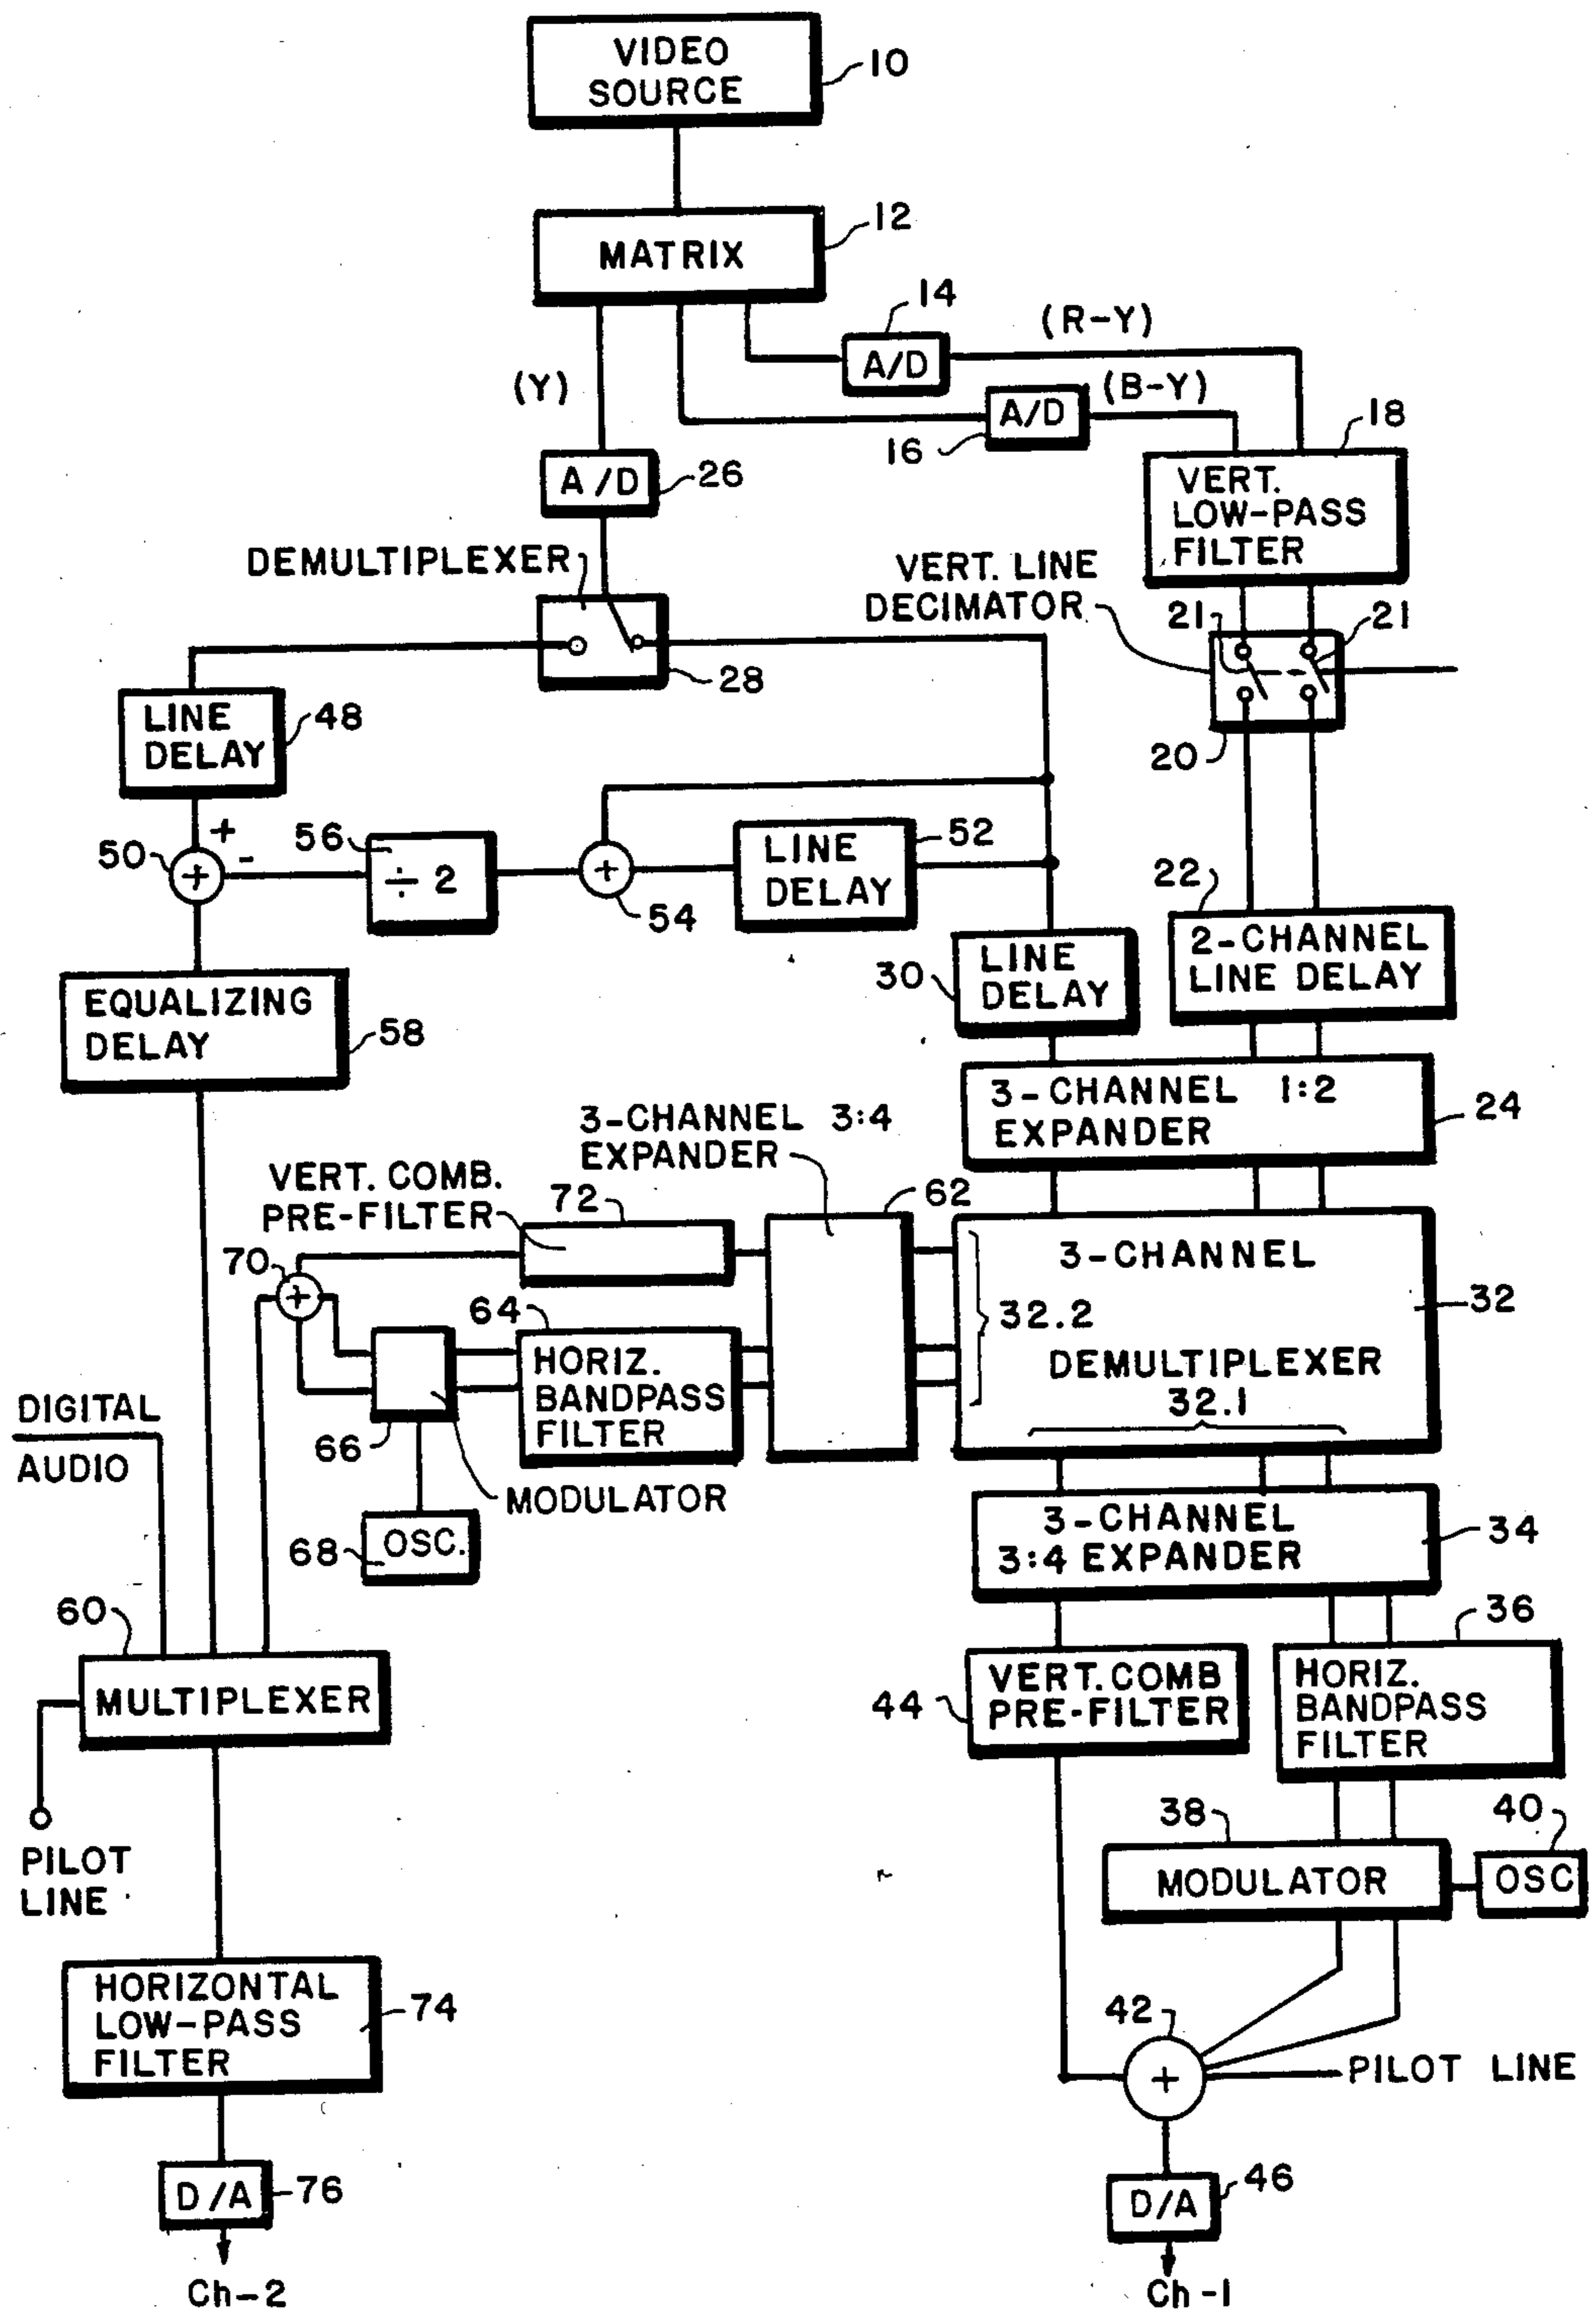 VIDEO
SOURCE
10
MATRIX
12
14
A/D
(R-Y)
(Y)
A/D
(B-Y)
16
18
A/D
26
VERT.
LOW-PASS
FILTER
DEMULTIPLEXER
VERT. LINE
DECIMATOR
21
21
28
20
LINE
DELAY
48
+
-
50
+
56
÷ 2
+
54
LINE
DELAY
52
22
2-CHANNEL
LINE DELAY
30
LINE
DELAY
EQUALIZING
DELAY
58
3-CHANNEL 1:2
EXPANDER
24
3-CHANNEL 3:4
EXPANDER
VERT. COMB.
PRE-FILTER
72
62
70
+
3-CHANNEL
32.2
32
DEMULTIPLEXER
32.1
64
HORIZ.
BANDPASS
FILTER
66
MODULATOR
DIGITAL
AUDIO
68
OSC.
3-CHANNEL
3:4 EXPANDER
34
60
MULTIPLEXER
36
VERT. COMB
PRE-FILTER
44
HORIZ.
BANDPASS
FILTER
PILOT
LINE
38
40
MODULATOR
OSC
HORIZONTAL
LOW-PASS
FILTER
74
42
+
PILOT LINE
D/A
76
D/A
46
Ch-2
Ch-1